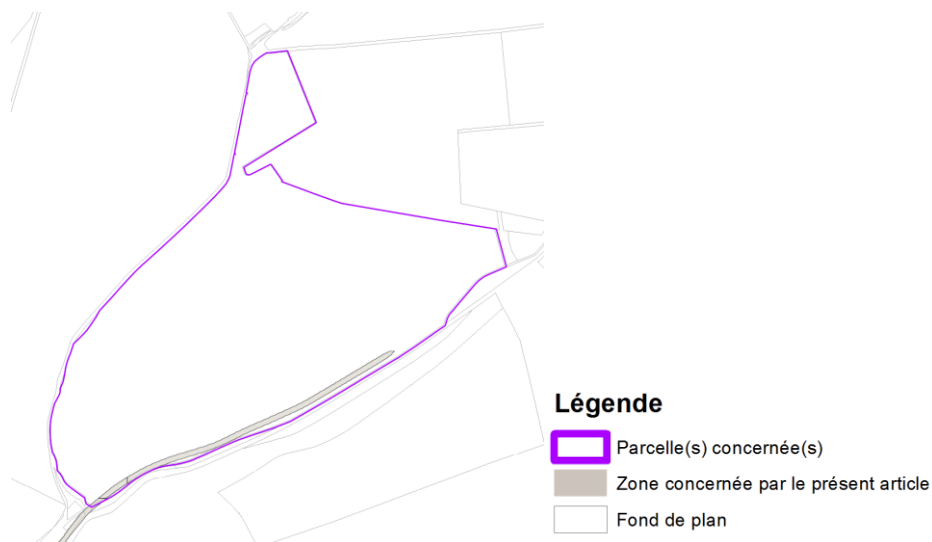 Légende
Parcelle(s) concernée(s)
Zone concernée par le présent article
Fond de plan